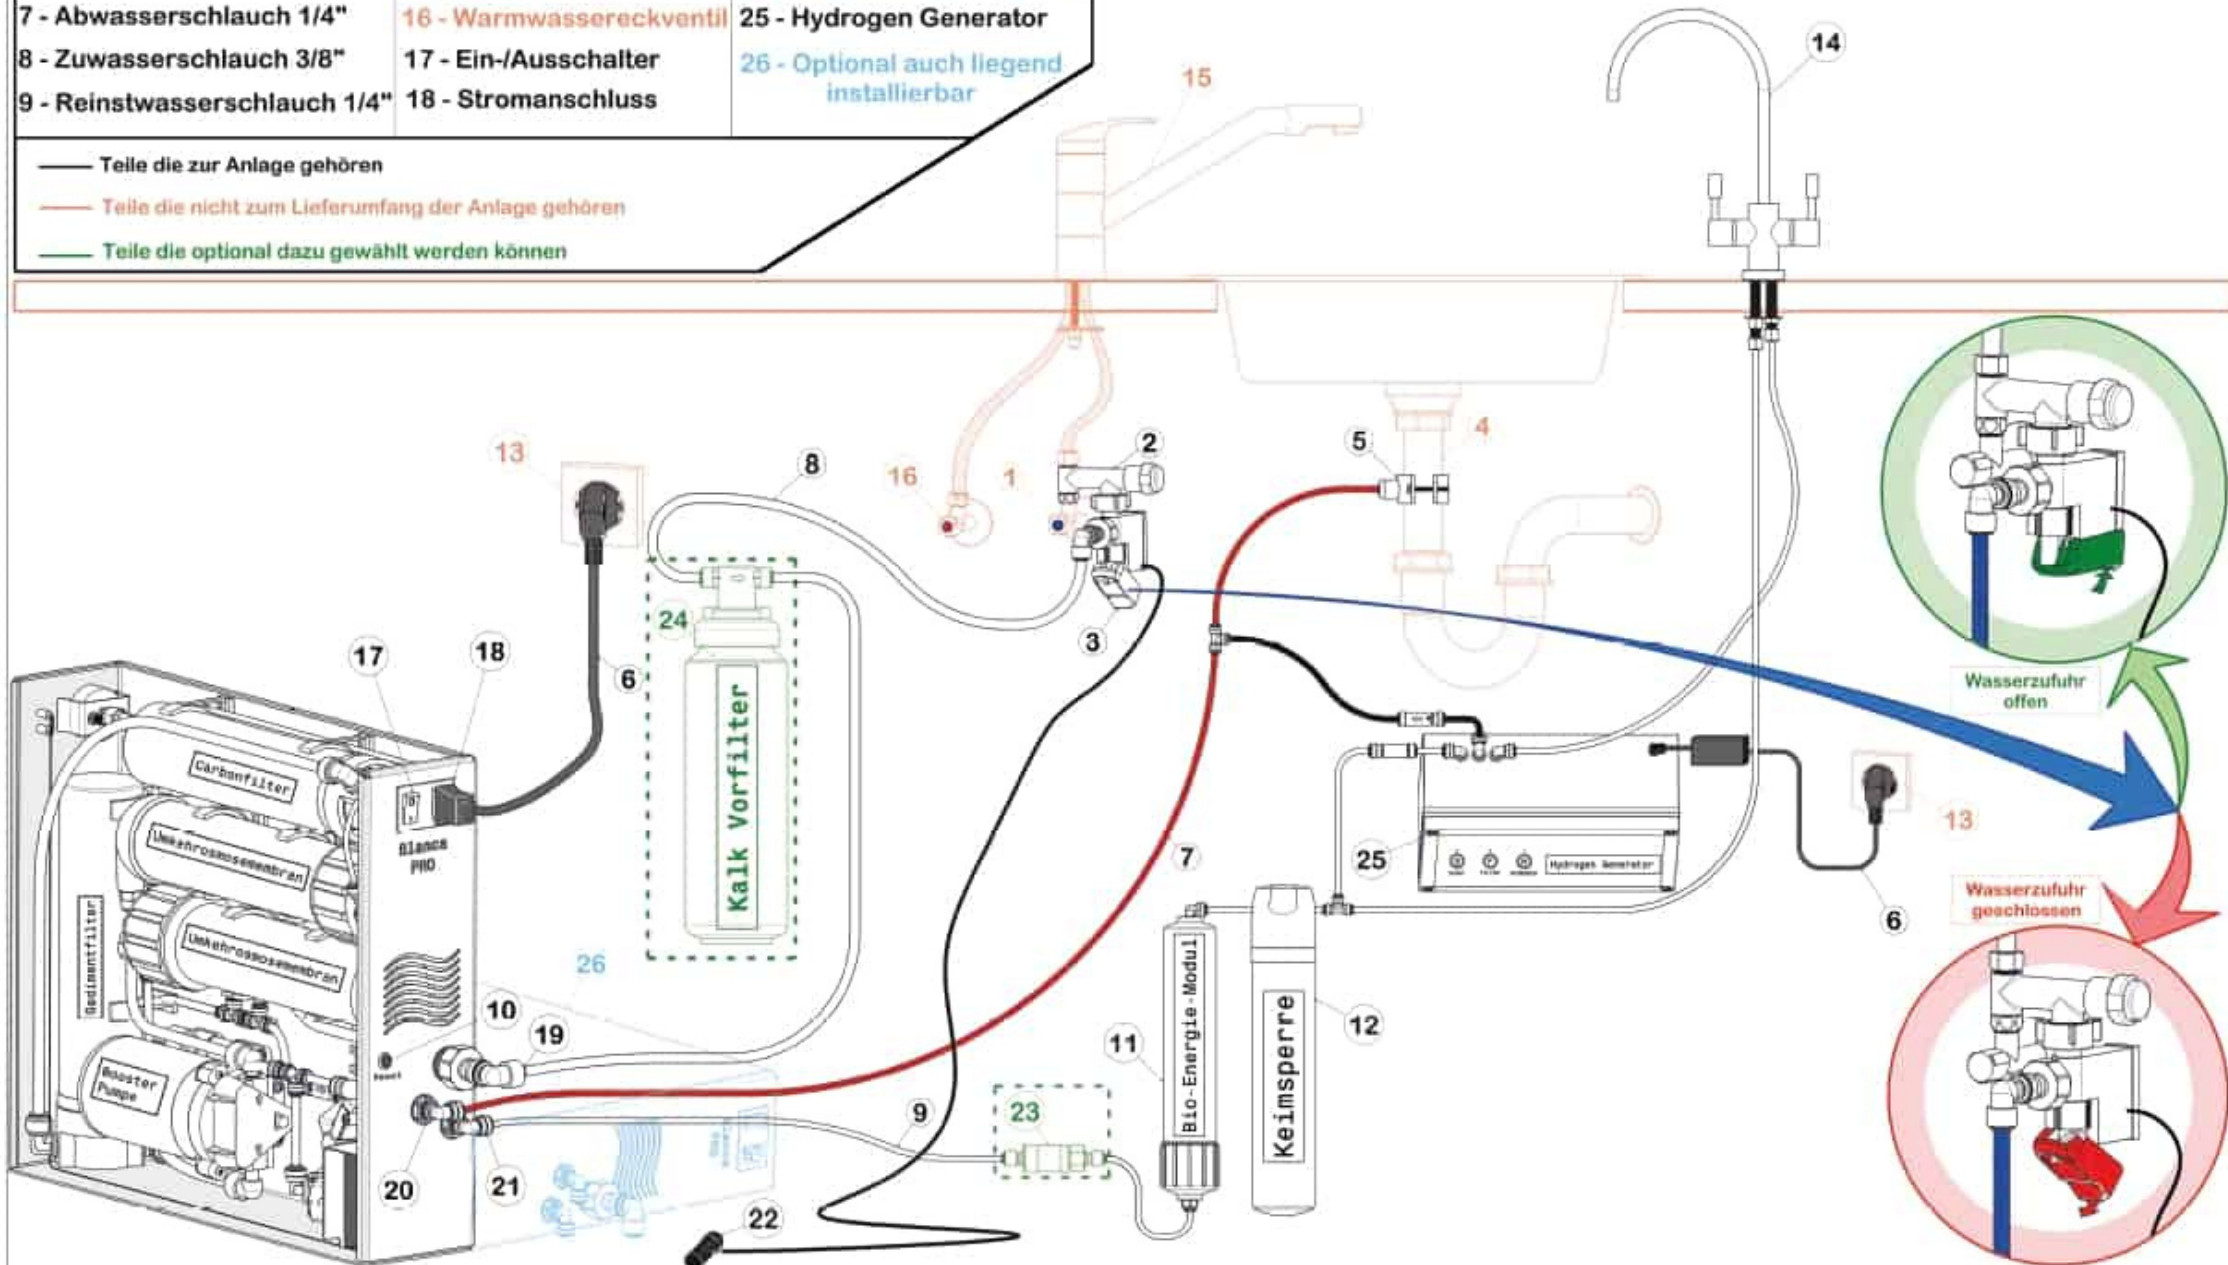 7 - Abwasserschlauch 1/4"
8 - Zuwasserschlauch 3/8"
9 - Reinstwasserschlauch 1/4"
16 - Warmwassereckventil
17 - Ein-/Ausschalter
18 - Stromanschluss
25 - Hydrogen Generator
26 - Optional auch liegend
installierbar
Teile die zur Anlage gehören
Teile die nicht zum Lieferumfang der Anlage gehören
Teile die optional dazu gewählt werden können
14
15
13
8
16
1
2
5
4
3
24
17
18
6
Kalk Vorfilter
Wasserzufuhr
offen
Carbonfilter
Umkehrosmosemembran
Umkehrosmosemembran
Sedimentfilter
Booster
Pumpe
Blanca
PRO
7
25
Hydrogen Generator
13
6
Wasserzufuhr
geschlossen
26
10
19
11
Bio-Energie-Modul
Keimsperre
12
9
23
20
21
22